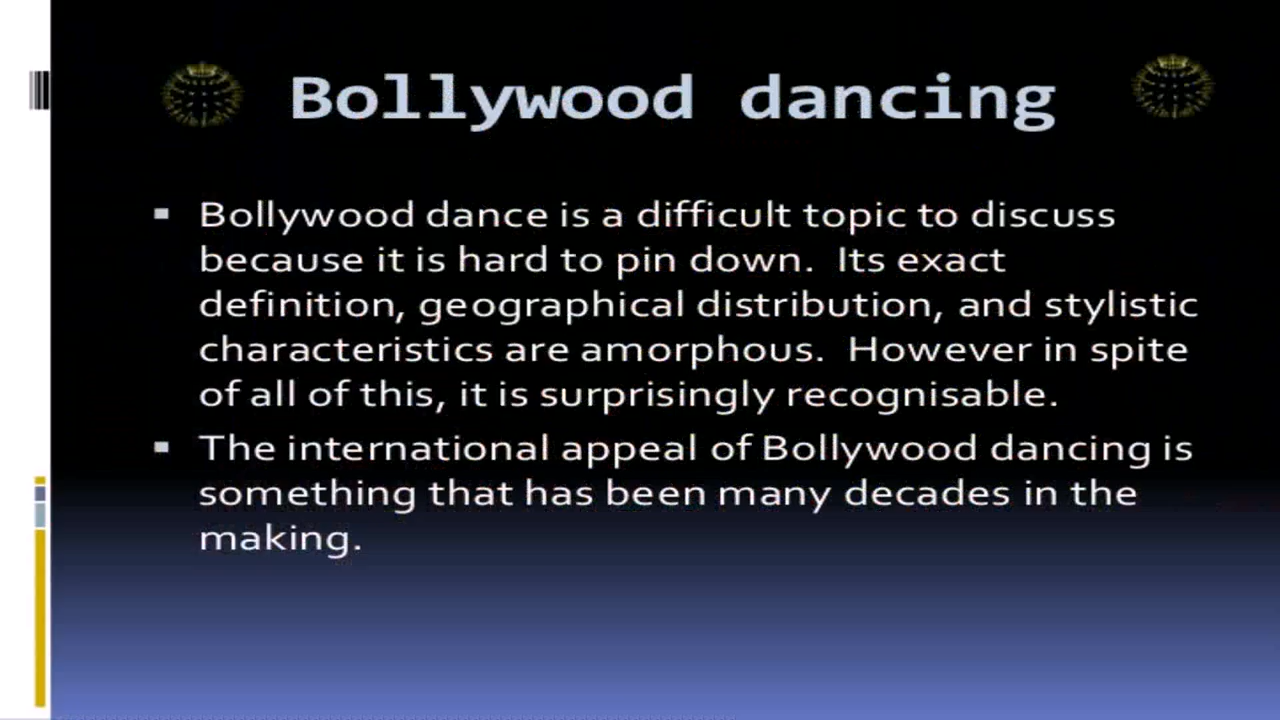 Bollywood dancing
Bollywood dance is a difficult topic to discuss
because it is hard to pin down.  Its exact
definition, geographical distribution, and stylistic
characteristics are amorphous.  However in spite
of all of this, it is surprisingly recognisable.
The international appeal of Bollywood dancing is
something that has been many decades in the
making.